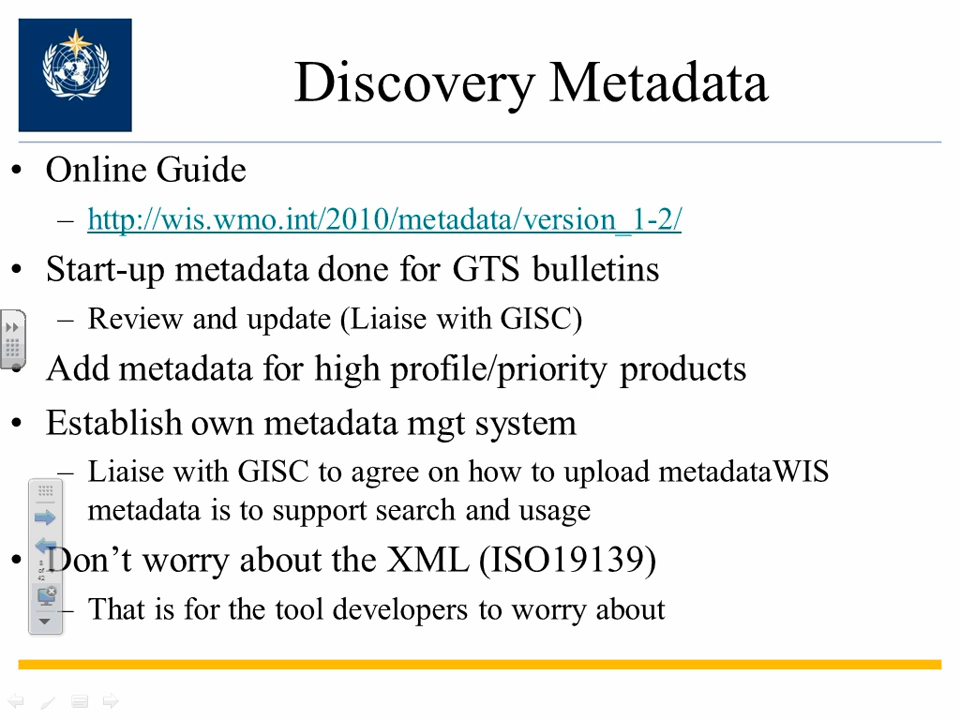 Discovery Metadata
• Online Guide
– http://wis.wmo.int/2010/metadata/version_1-2/
• Start-up metadata done for GTS bulletins
– Review and update (Liaise with GISC)
• Add metadata for high profile/priority products
• Establish own metadata mgt system
– Liaise with GISC to agree on how to upload metadataWIS
metadata is to support search and usage
• Don’t worry about the XML (ISO19139)
– That is for the tool developers to worry about